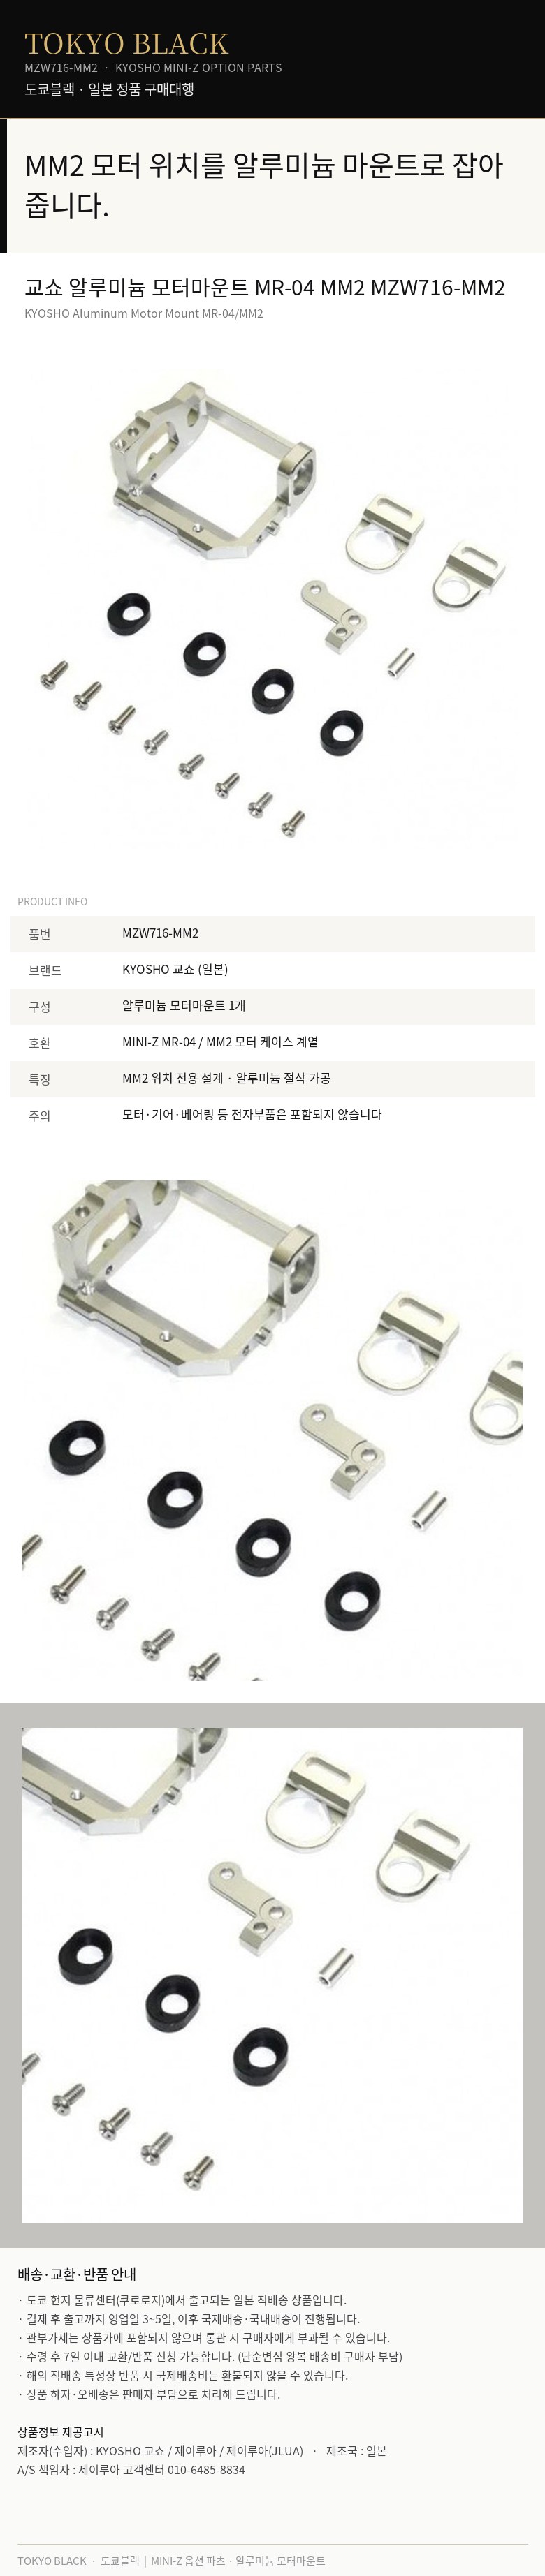 TOKYO BLACK
MZW716-MM2 · KYOSHO MINI-Z OPTION PARTS
도쿄블랙 · 일본 정품 구매대행
MM2 모터 위치를 알루미늄 마운트로 잡아
줍니다.
교쇼 알루미늄 모터마운트 MR-04 MM2 MZW716-MM2
KYOSHO Aluminum Motor Mount MR-04/MM2
PRODUCT INFO
품번 MZW716-MM2
브랜드 KYOSHO 교쇼 (일본)
구성 알루미늄 모터마운트 1개
호환 MINI-Z MR-04 / MM2 모터 케이스 계열
특징 MM2 위치 전용 설계 · 알루미늄 절삭 가공
주의 모터·기어·베어링 등 전자부품은 포함되지 않습니다
배송·교환·반품 안내
· 도쿄 현지 물류센터(쿠로로지)에서 출고되는 일본 직배송 상품입니다.
· 결제 후 출고까지 영업일 3~5일, 이후 국제배송·국내배송이 진행됩니다.
· 관부가세는 상품가에 포함되지 않으며 통관 시 구매자에게 부과될 수 있습니다.
· 수령 후 7일 이내 교환/반품 신청 가능합니다. (단순변심 왕복 배송비 구매자 부담)
· 해외 직배송 특성상 반품 시 국제배송비는 환불되지 않을 수 있습니다.
· 상품 하자·오배송은 판매자 부담으로 처리해 드립니다.
상품정보 제공고시
제조자(수입자) : KYOSHO 교쇼 / 제이루아 / 제이루아(JLUA) · 제조국 : 일본
A/S 책임자 : 제이루아 고객센터 010-6485-8834
TOKYO BLACK · 도쿄블랙 | MINI-Z 옵션 파츠 · 알루미늄 모터마운트